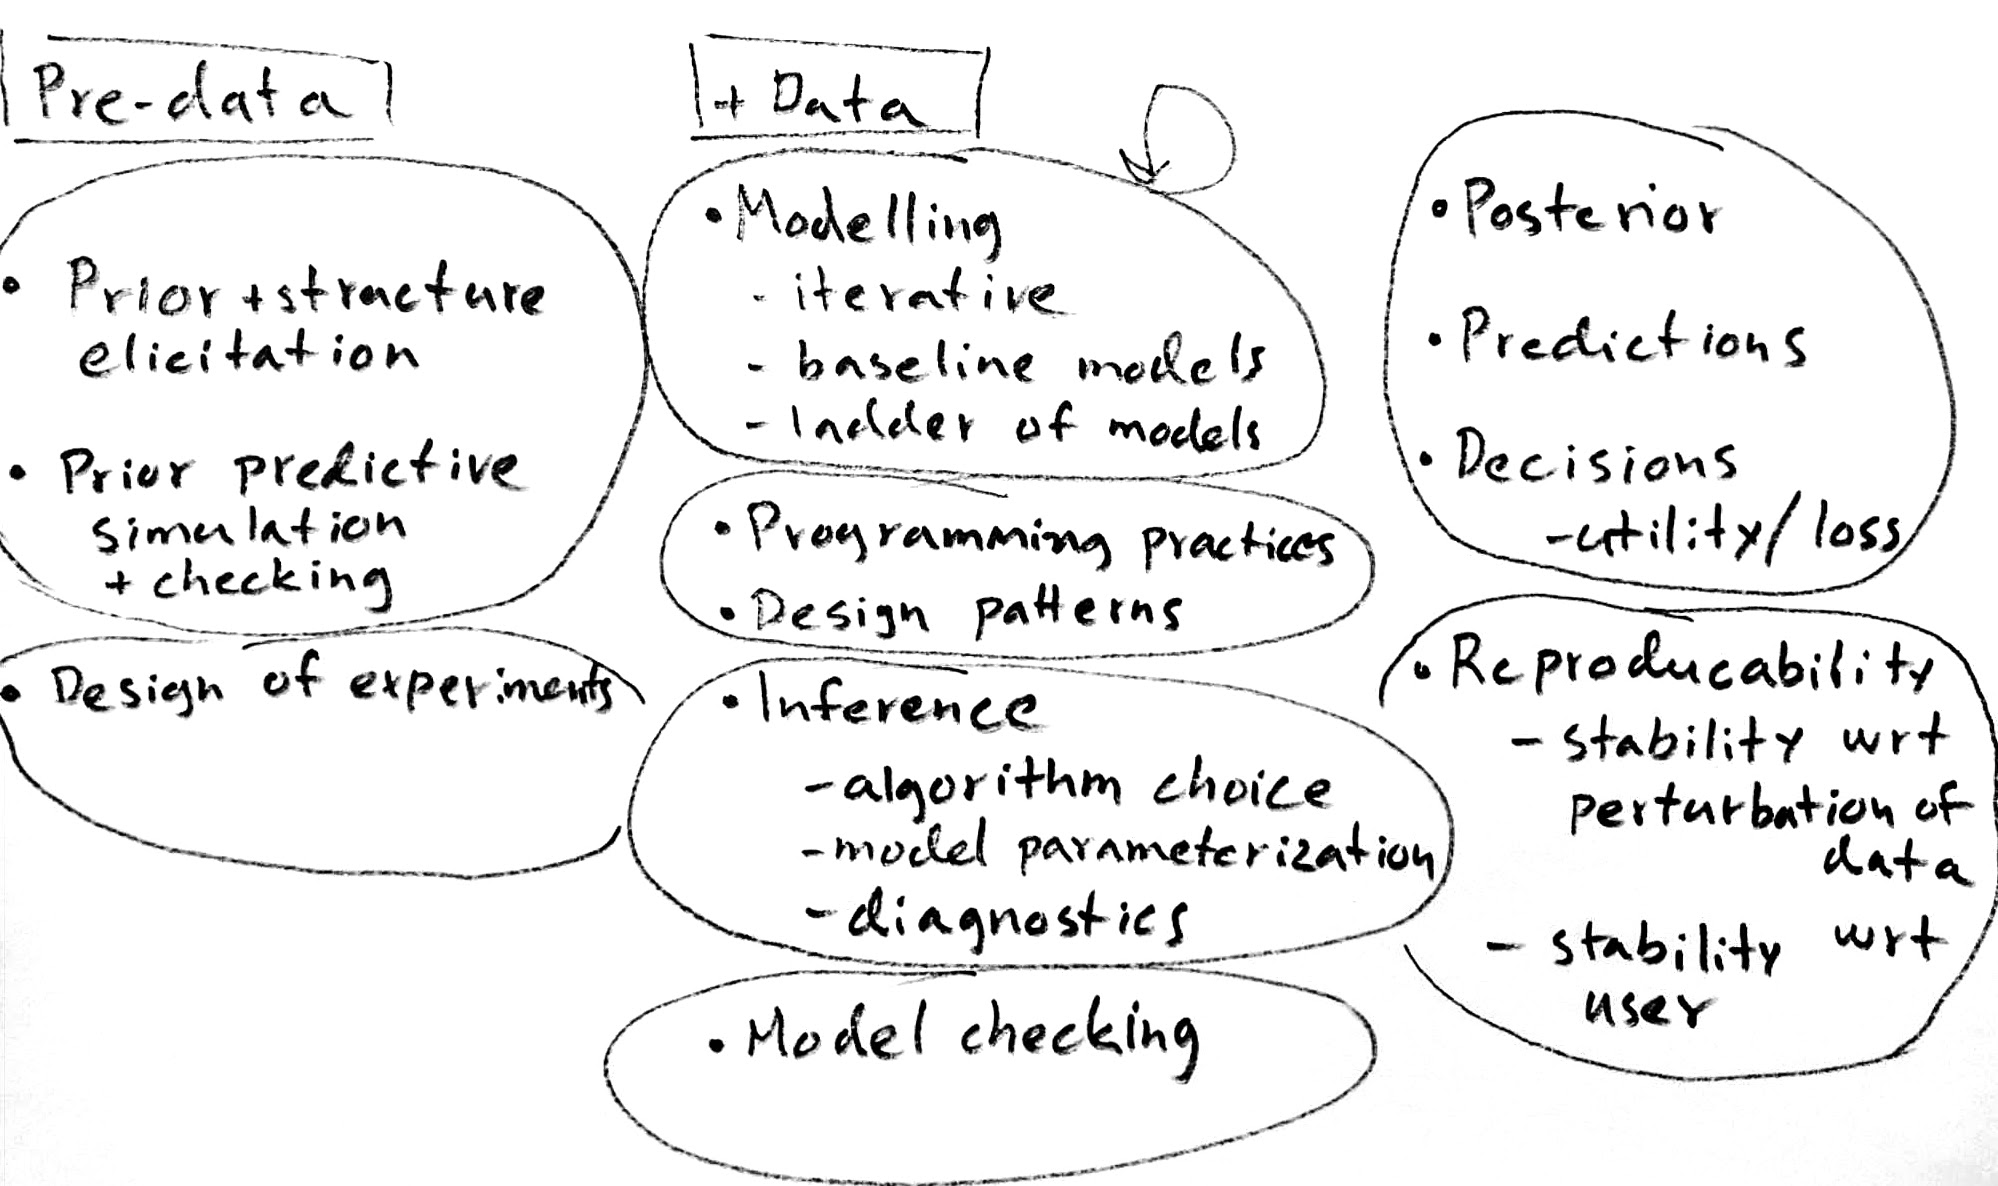 Pre-data
• Prior + structure
elicitation
• Prior predictive
simulation
+ checking
• Design of experiments
+ Data
• Modelling
- iterative
- baseline models
- ladder of models
• Programming practices
• Design patterns
• Inference
- algorithm choice
- model parameterization
- diagnostics
• Model checking
• Posterior
• Predictions
• Decisions
- utility/loss
• Reproducability
- stability wrt
perturbation of
data
- stability wrt
user